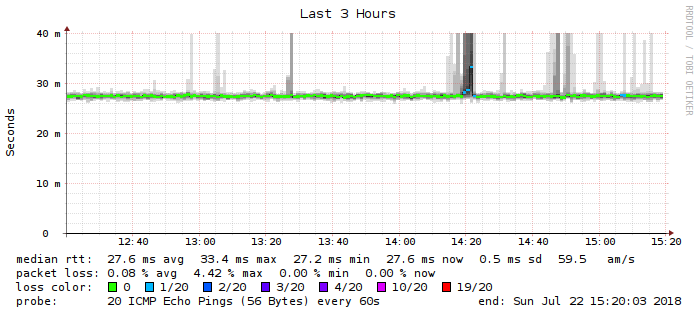 Last 3 Hours
RRDTOOL / TOBI OETIKER
Seconds
40 m
30 m
20 m
10 m
0
12:40 13:00 13:20 13:40 14:00 14:20 14:40 15:00 15:20
median rtt: 27.6 ms avg 33.4 ms max 27.2 ms min 27.6 ms now 0.5 ms sd 59.5 am/s
packet loss: 0.08 % avg 4.42 % max 0.00 % min 0.00 % now
loss color: 0 1/20 2/20 3/20 4/20 10/20 19/20
probe: 20 ICMP Echo Pings (56 Bytes) every 60s end: Sun Jul 22 15:20:03 2018